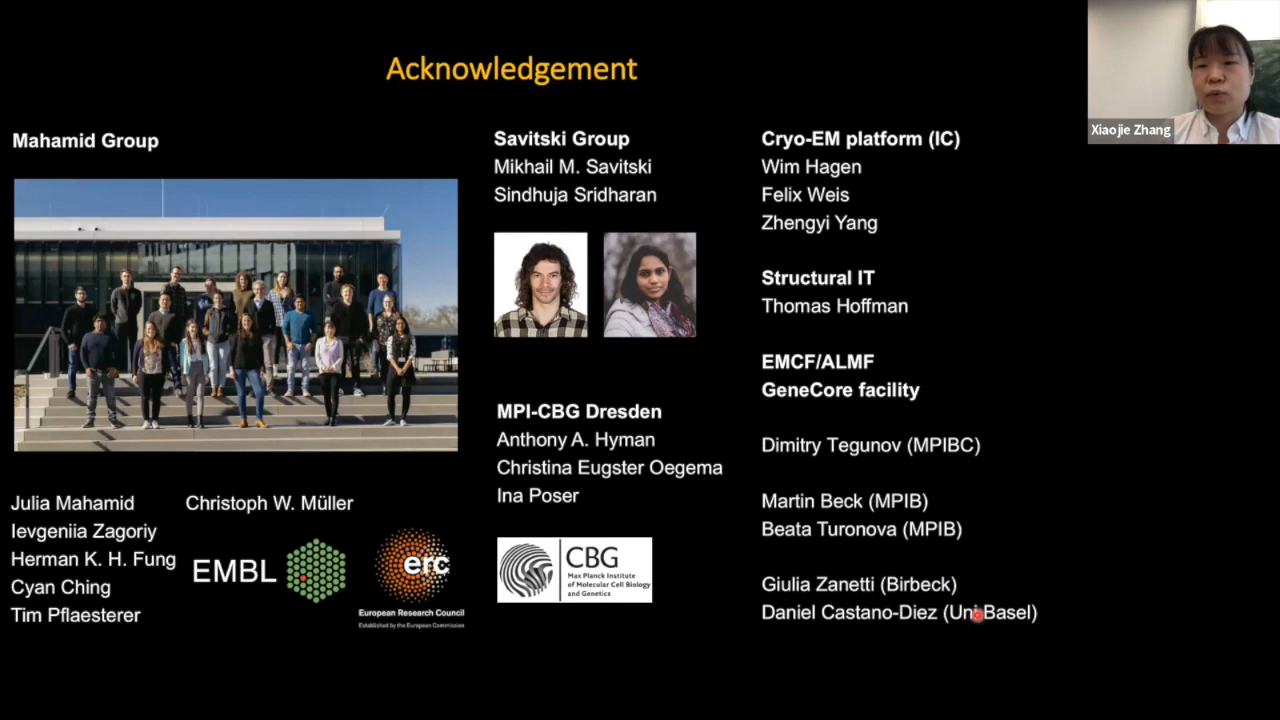 Acknowledgement
Xiaojie Zhang
Mahamid Group
Julia Mahamid
Ievgeniia Zagoriy
Herman K. H. Fung
Cyan Ching
Tim Pflaesterer
Christoph W. Müller
EMBL
erc
European Research Council
Established by the European Commission
Savitski Group
Mikhail M. Savitski
Sindhuja Sridharan
MPI-CBG Dresden
Anthony A. Hyman
Christina Eugster Oegema
Ina Poser
CBG
Max Planck Institute
of Molecular Cell Biology
and Genetics
Cryo-EM platform (IC)
Wim Hagen
Felix Weis
Zhengyi Yang
Structural IT
Thomas Hoffman
EMCF/ALMF
GeneCore facility
Dimitry Tegunov (MPIBC)
Martin Beck (MPIB)
Beata Turonova (MPIB)
Giulia Zanetti (Birbeck)
Daniel Castano-Diez (Uni Basel)